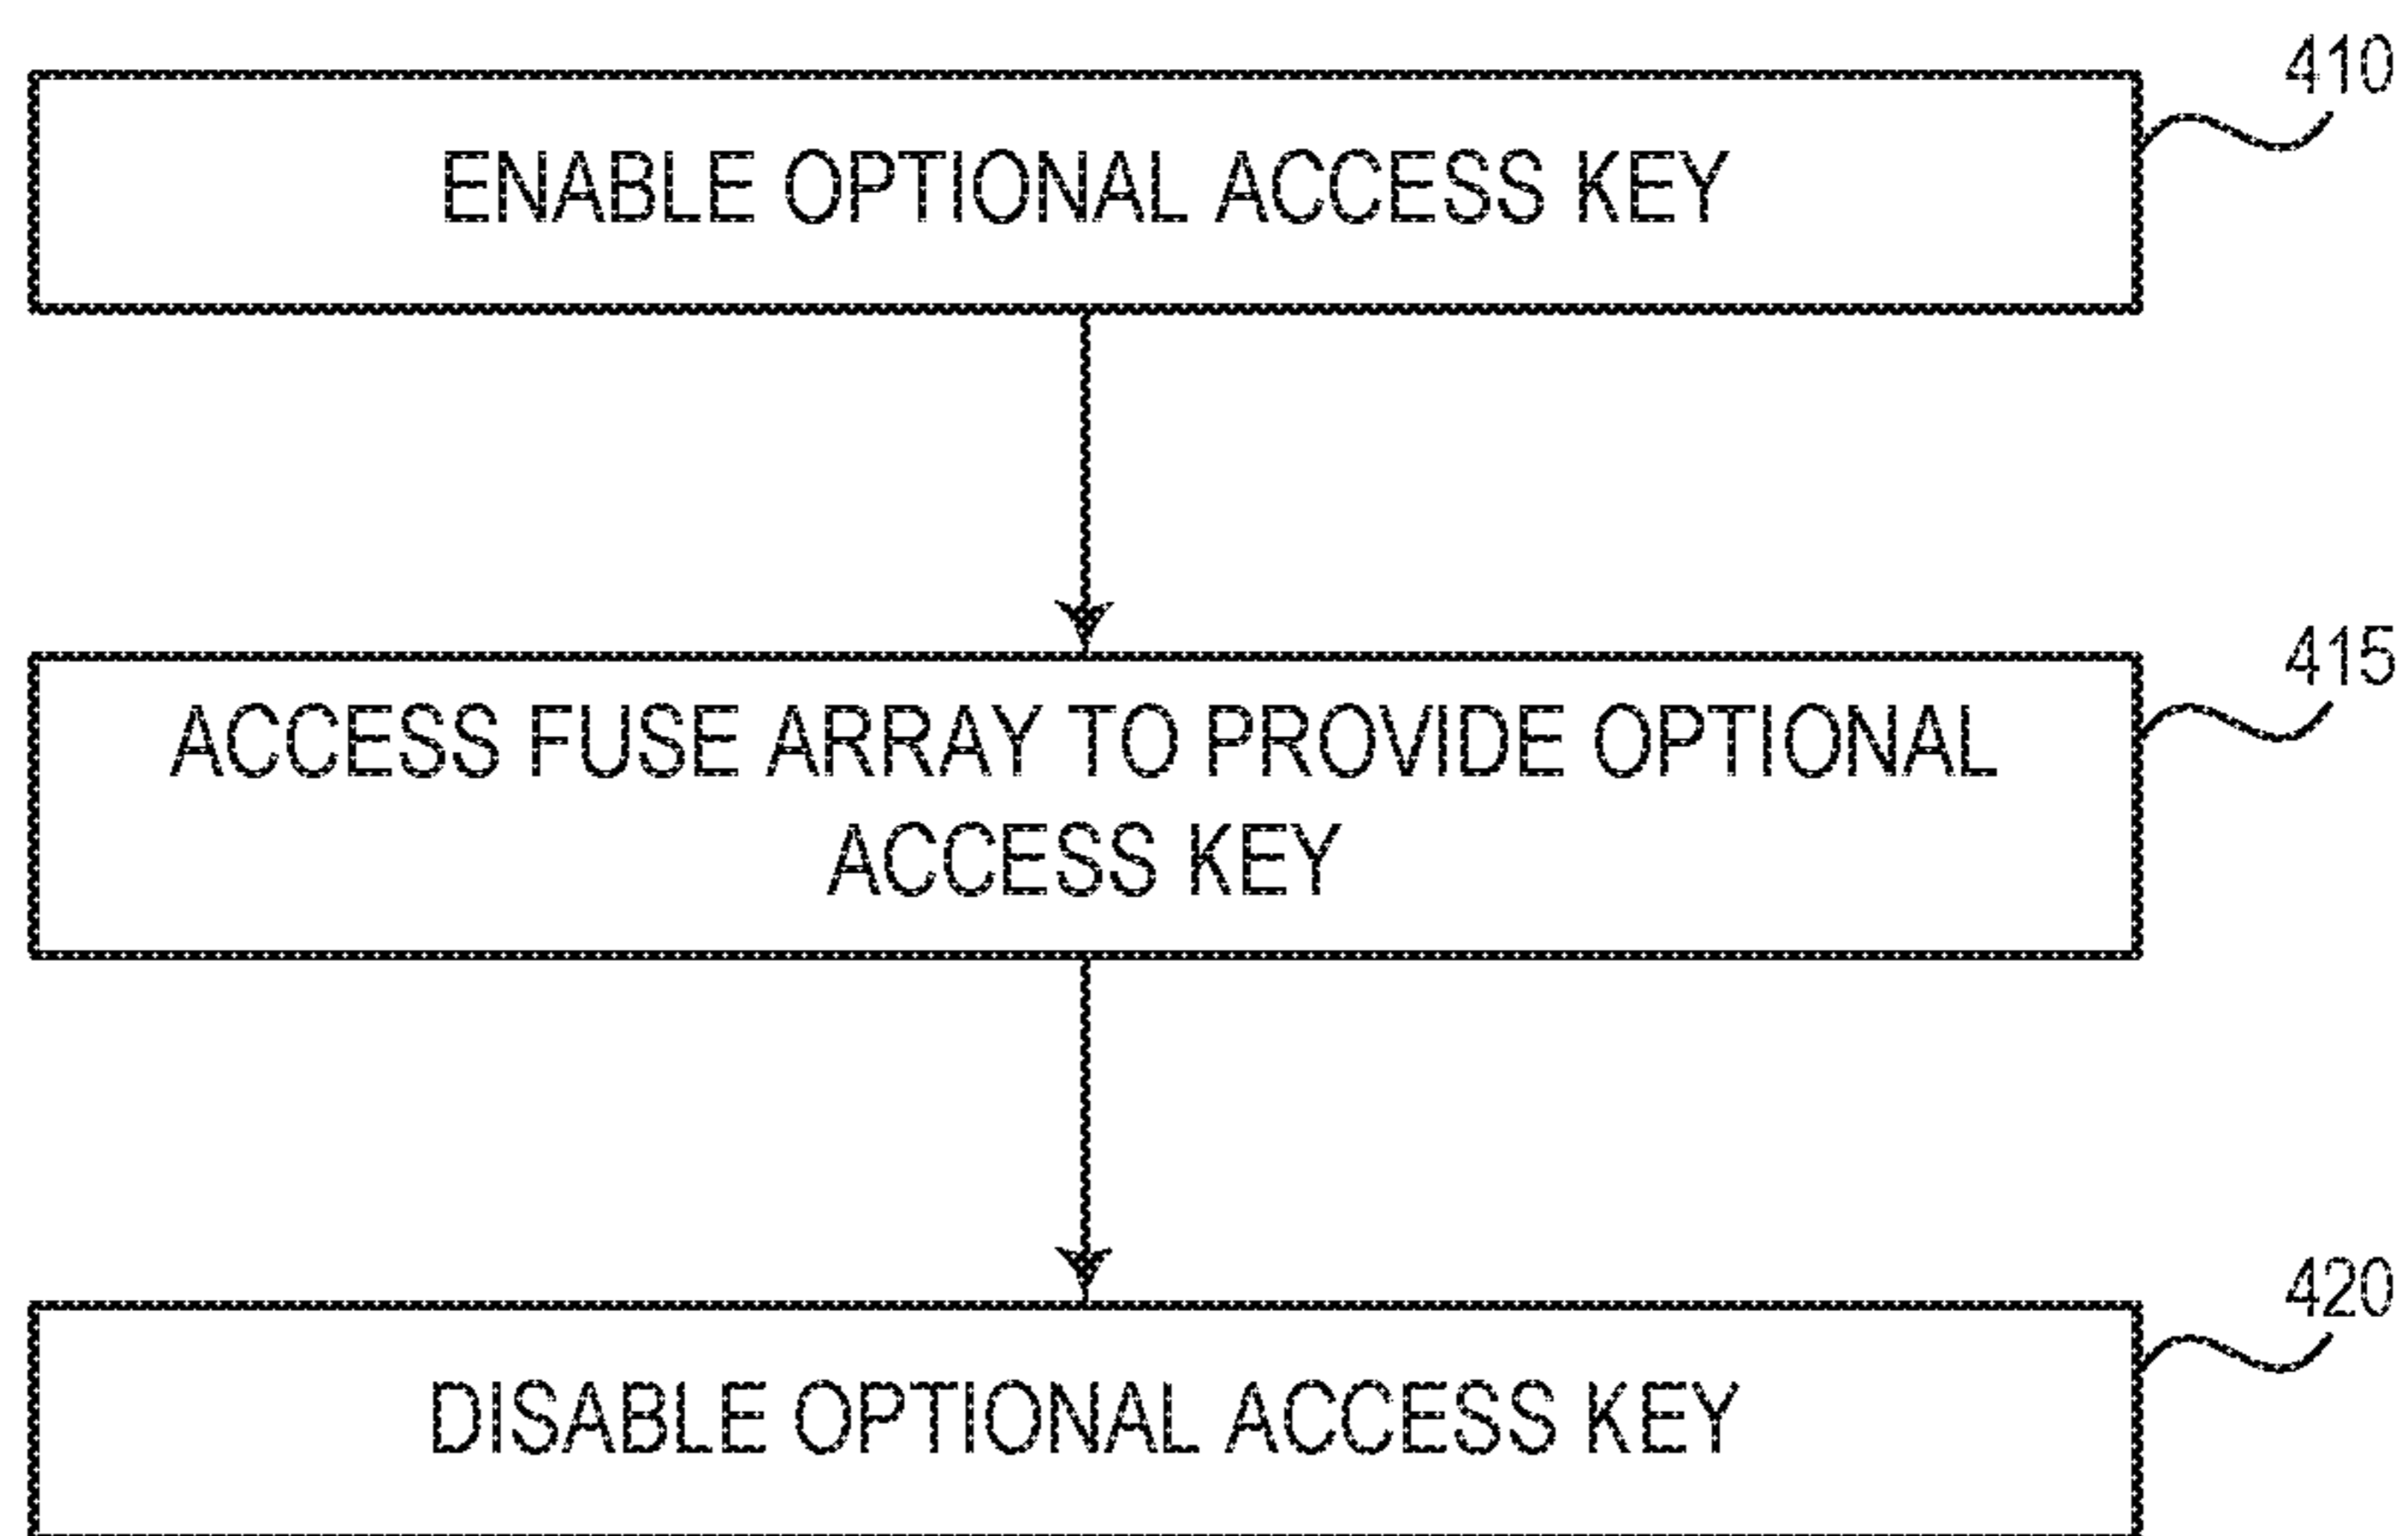 410
ENABLE OPTIONAL ACCESS KEY
415
ACCESS FUSE ARRAY TO PROVIDE OPTIONAL
ACCESS KEY
420
DISABLE OPTIONAL ACCESS KEY